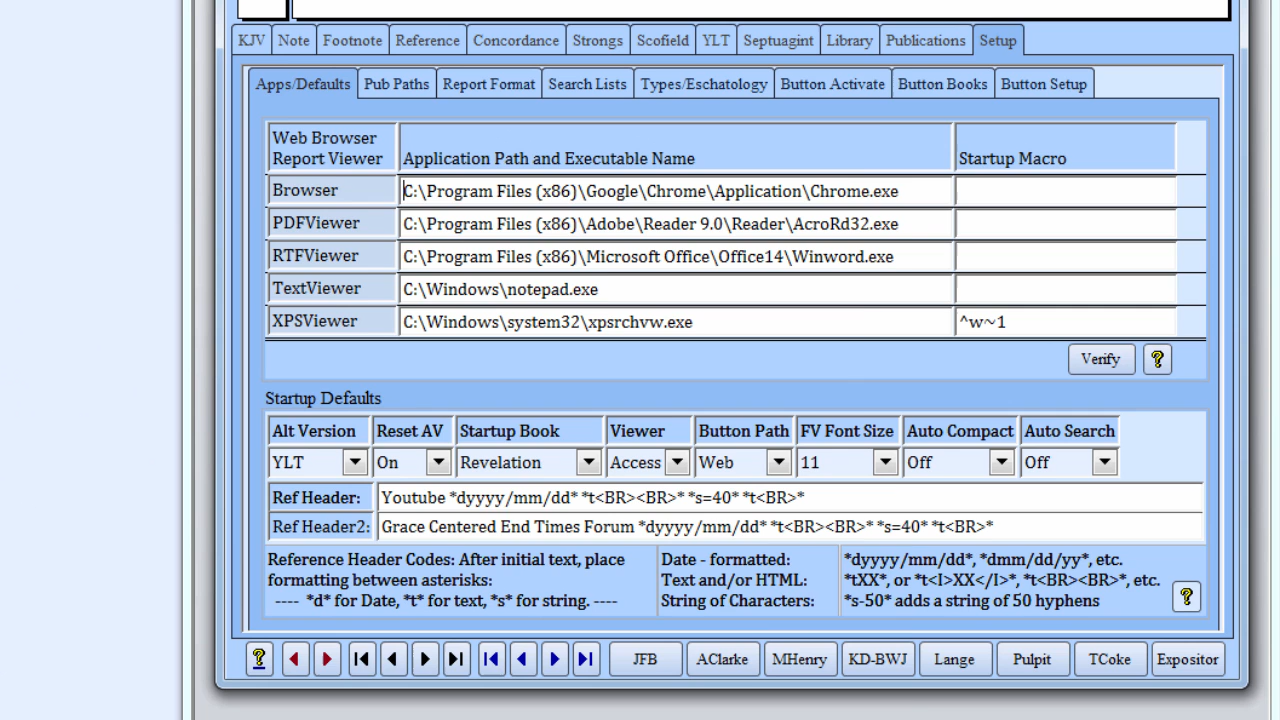 KJV Note Footnote Reference Concordance Strongs Scofield YLT Septuagint Library Publications Setup
Apps/Defaults Pub Paths Report Format Search Lists Types/Eschatology Button Activate Button Books Button Setup
Web Browser
Report Viewer Application Path and Executable Name Startup Macro
Browser C:\Program Files (x86)\Google\Chrome\Application\Chrome.exe
PDFViewer C:\Program Files (x86)\Adobe\Reader 9.0\Reader\AcroRd32.exe
RTFViewer C:\Program Files (x86)\Microsoft Office\Office14\Winword.exe
TextViewer C:\Windows\notepad.exe
XPSViewer C:\Windows\system32\xpsrchvw.exe ^w~1
Verify ?
Startup Defaults
Alt Version Reset AV Startup Book Viewer Button Path FV Font Size Auto Compact Auto Search
YLT On Revelation Access Web 11 Off Off
Ref Header: Youtube *dyyyy/mm/dd* *t<BR><BR>* *s=40* *t<BR>*
Ref Header2: Grace Centered End Times Forum *dyyyy/mm/dd* *t<BR><BR>* *s=40* *t<BR>*
Reference Header Codes: After initial text, place Date - formatted: *dyyyy/mm/dd*, *dmm/dd/yy*, etc.
formatting between asterisks: Text and/or HTML: *tXX*, or *t<I>XX</I>*, *t<BR><BR>*, etc.
---- *d* for Date, *t* for text, *s* for string. ---- String of Characters: *s-50* adds a string of 50 hyphens ?
? JFB AClarke MHenry KD-BWJ Lange Pulpit TCoke Expositor